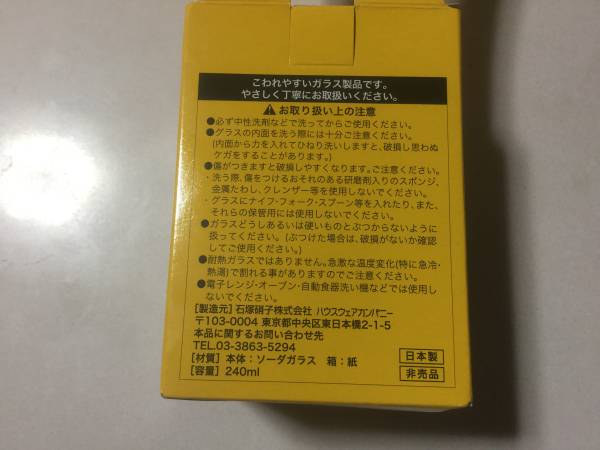 こわれやすいガラス製品です。
やさしく丁寧にお取扱いください。
⚠お取り扱い上の注意
●必ず中性洗剤などで洗ってからご使用ください。
●グラスの内面を洗う際には十分ご注意ください。
(内面から力を入れてひねり洗いしますと、破損し思わぬ
ケガをすることがあります。)
●傷がつきますと破損しやすくなります。ご注意ください。
・洗う際、傷をつけるおそれのある研磨剤入りのスポンジ、
金属たわし、クレンザー等を使用しないでください。
・グラスにナイフ・フォーク・スプーン等を入れたり、また、
それらの保管用には使用しないでください。
●ガラスどうしあるいは硬いものとぶつからないように
扱ってください。(ぶつけた場合は、破損がないか確認
してご使用ください。)
●耐熱ガラスではありません。急激な温度変化(特に急冷・
熱湯)で割れる事がありますのでご注意ください。
●電子レンジ・オーブン・自動食器洗い機などでは使用し
ないでください。
[製造元]石塚硝子株式会社 ハウスウェアカンパニー
〒103-0004 東京都中央区東日本橋2-1-5
本品に関するお問い合わせ先
TEL.03-3863-5294
[材質] 本体:ソーダガラス 箱:紙
[容量] 240ml
日本製
非売品